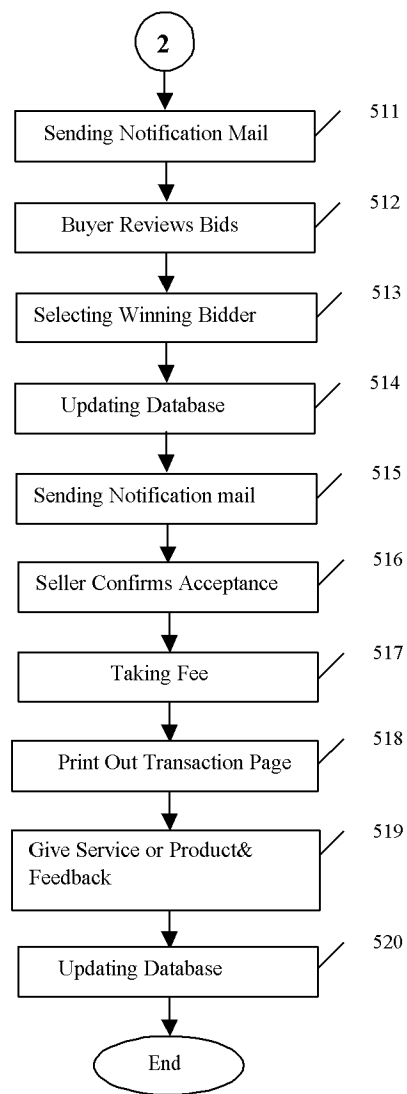 2
Sending Notification Mail
511
Buyer Reviews Bids
512
Selecting Winning Bidder
513
Updating Database
514
Sending Notification mail
515
Seller Confirms Acceptance
516
Taking Fee
517
Print Out Transaction Page
518
Give Service or Product&
Feedback
519
Updating Database
520
End